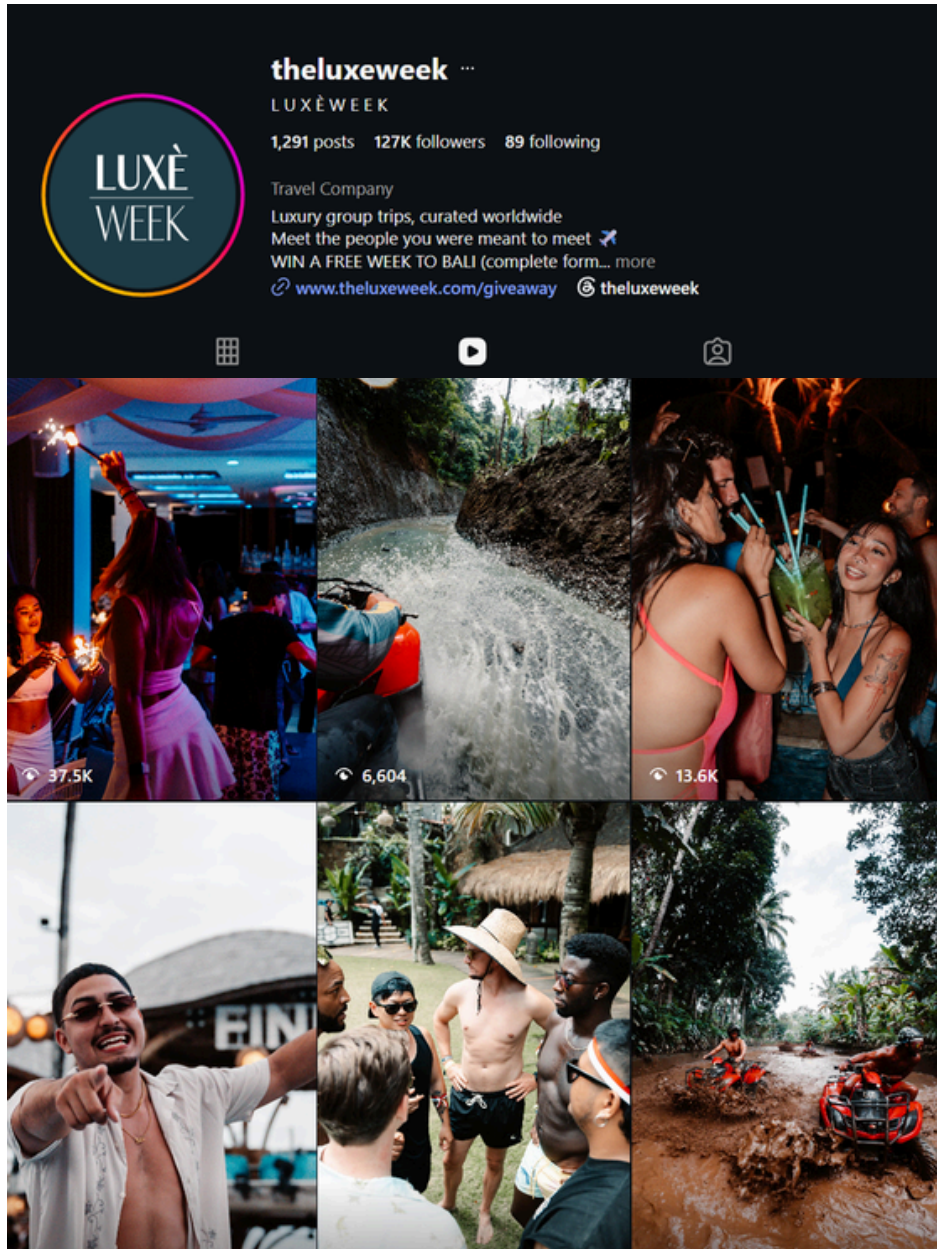 theluxeweek ...
LUXÈWEEK
1,291 posts 127K followers 89 following
LUXÈ
WEEK
Travel Company
Luxury group trips, curated worldwide
Meet the people you were meant to meet ✈️
WIN A FREE WEEK TO BALI (complete form... more
www.theluxeweek.com/giveaway theluxeweek
37.5K
6,604
13.6K
FIN